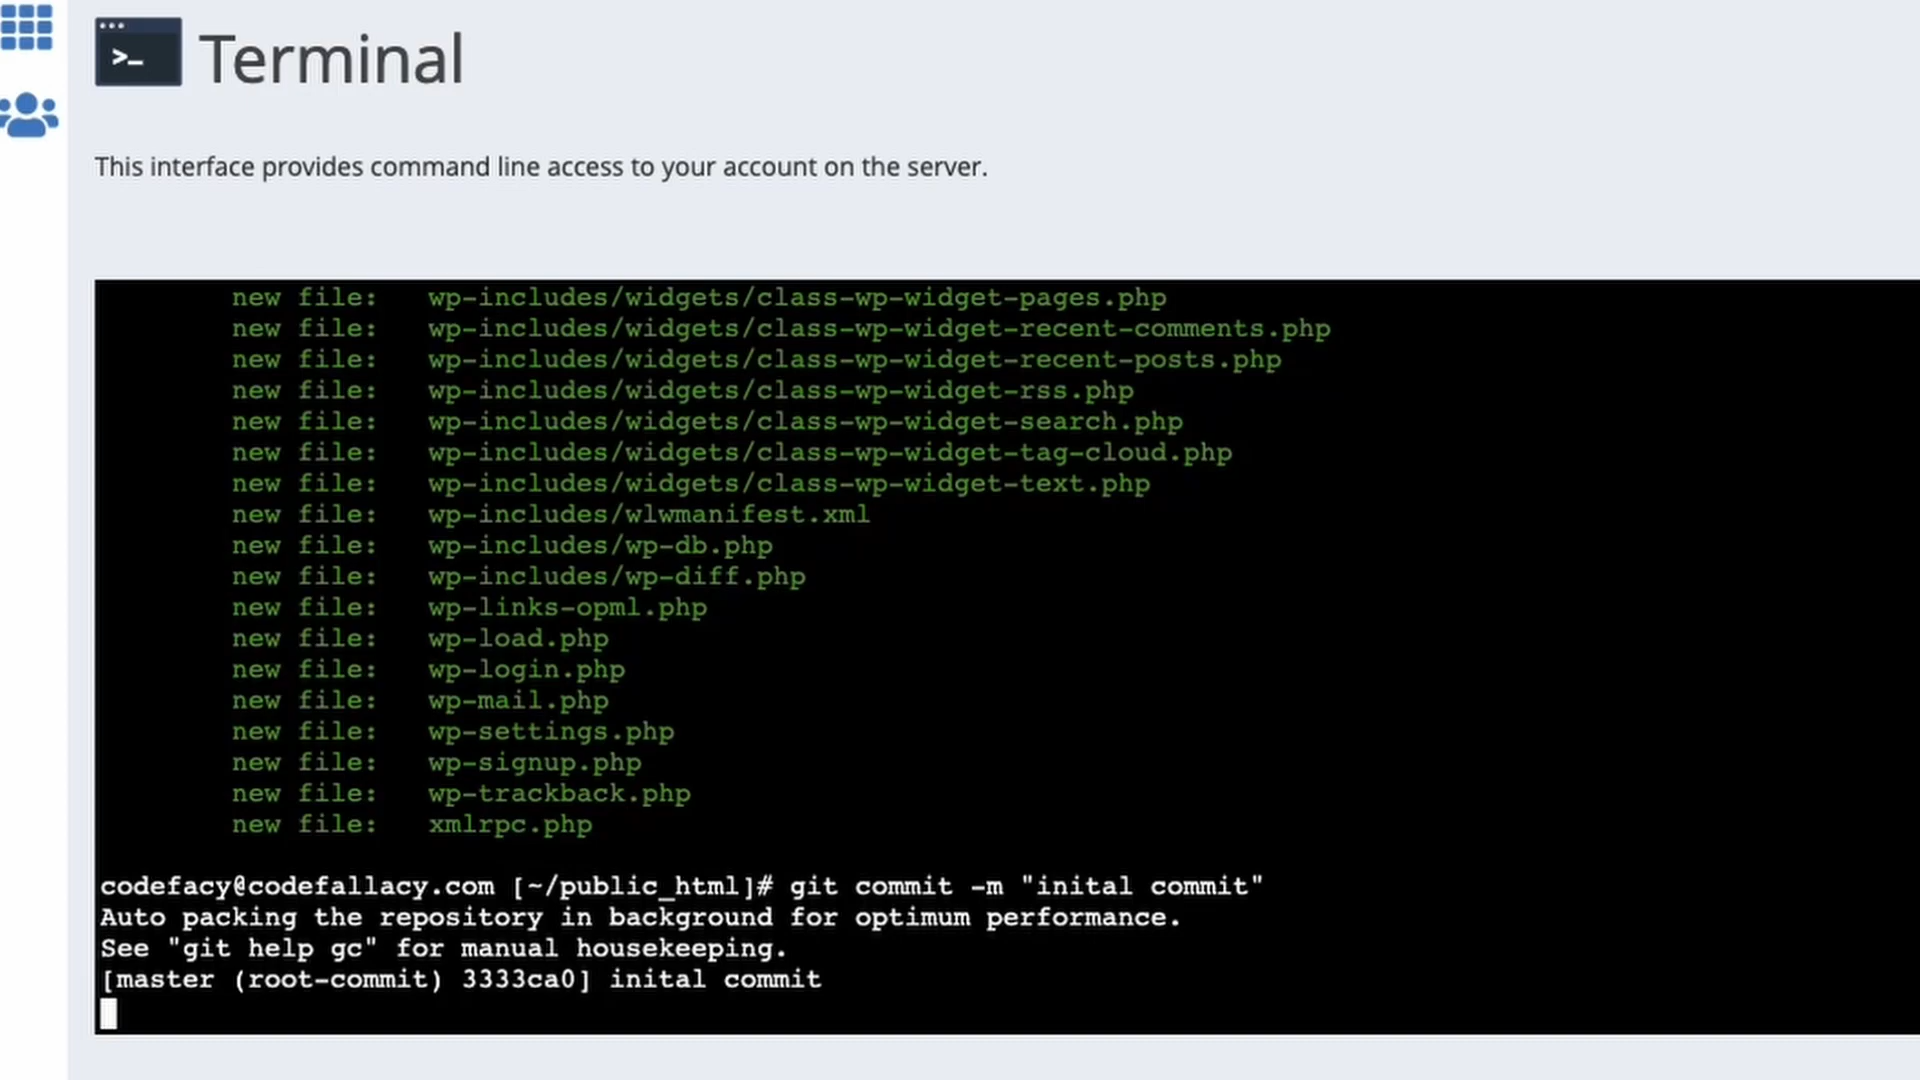 >_ Terminal
This interface provides command line access to your account on the server.
new file: wp-includes/widgets/class-wp-widget-pages.php
new file: wp-includes/widgets/class-wp-widget-recent-comments.php
new file: wp-includes/widgets/class-wp-widget-recent-posts.php
new file: wp-includes/widgets/class-wp-widget-rss.php
new file: wp-includes/widgets/class-wp-widget-search.php
new file: wp-includes/widgets/class-wp-widget-tag-cloud.php
new file: wp-includes/widgets/class-wp-widget-text.php
new file: wp-includes/wlwmanifest.xml
new file: wp-includes/wp-db.php
new file: wp-includes/wp-diff.php
new file: wp-links-opml.php
new file: wp-load.php
new file: wp-login.php
new file: wp-mail.php
new file: wp-settings.php
new file: wp-signup.php
new file: wp-trackback.php
new file: xmlrpc.php
codefacy@codefallacy.com [~/public_html]# git commit -m "inital commit"
Auto packing the repository in background for optimum performance.
See "git help gc" for manual housekeeping.
[master (root-commit) 3333ca0] inital commit